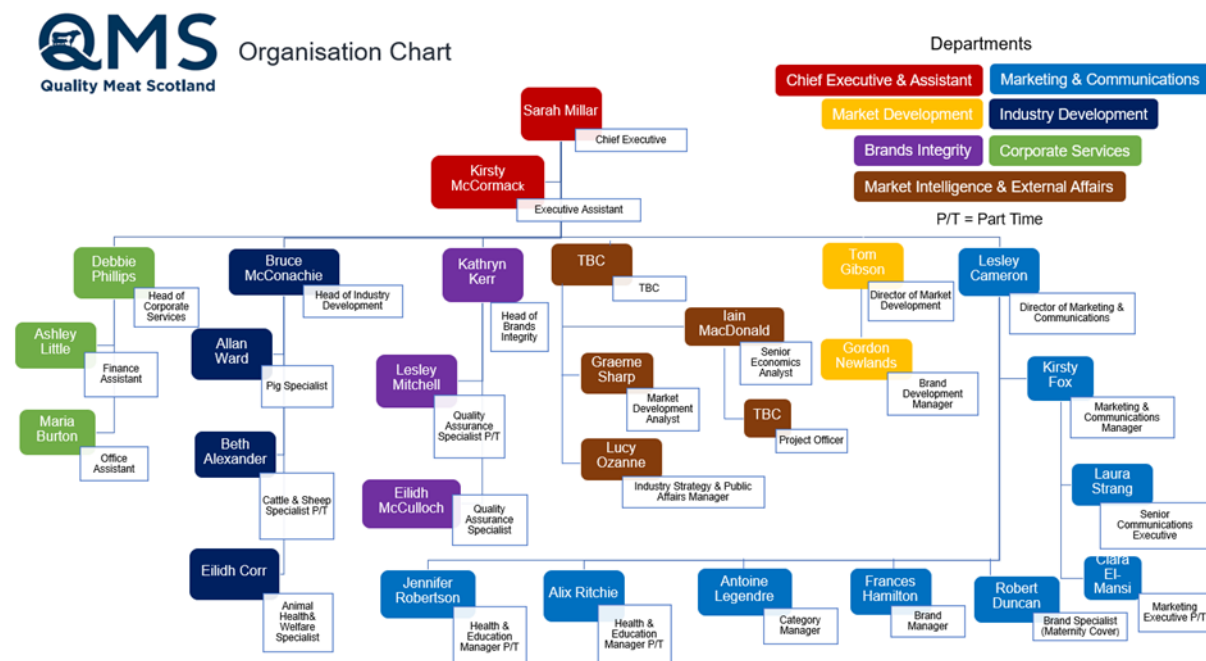 QMS
Quality Meat Scotland
Organisation Chart
Departments
Chief Executive & Assistant
Marketing & Communications
Market Development
Industry Development
Brands Integrity
Corporate Services
Market Intelligence & External Affairs
P/T = Part Time
Sarah Millar
Chief Executive
Kirsty
McCormack
Executive Assistant
Debbie
Phillips
Head of
Corporate
Services
Ashley
Little
Finance
Assistant
Maria
Burton
Office
Assistant
Bruce
McConachie
Head of Industry
Development
Allan
Ward
Pig Specialist
Beth
Alexander
Cattle & Sheep
Specialist P/T
Eilidh Corr
Animal
Health&
Welfare
Specialist
Kathryn
Kerr
Head of
Brands
Integrity
Lesley
Mitchell
Quality
Assurance
Specialist P/T
Eilidh
McCulloch
Quality
Assurance
Specialist
TBC
TBC
Iain
MacDonald
Senior
Economics
Analyst
Graeme
Sharp
Market
Development
Analyst
TBC
Project Officer
Lucy
Ozanne
Industry Strategy & Public
Affairs Manager
Tom
Gibson
Director of Market
Development
Gordon
Newlands
Brand
Development
Manager
Lesley
Cameron
Director of Marketing &
Communications
Kirsty
Fox
Marketing &
Communications
Manager
Laura
Strang
Senior
Communications
Executive
Clara
El-
Mansi
Marketing
Executive P/T
Jennifer
Robertson
Health &
Education
Manager P/T
Alix Ritchie
Health &
Education
Manager P/T
Antoine
Legendre
Category
Manager
Frances
Hamilton
Brand
Manager
Robert
Duncan
Brand Specialist
(Maternity Cover)